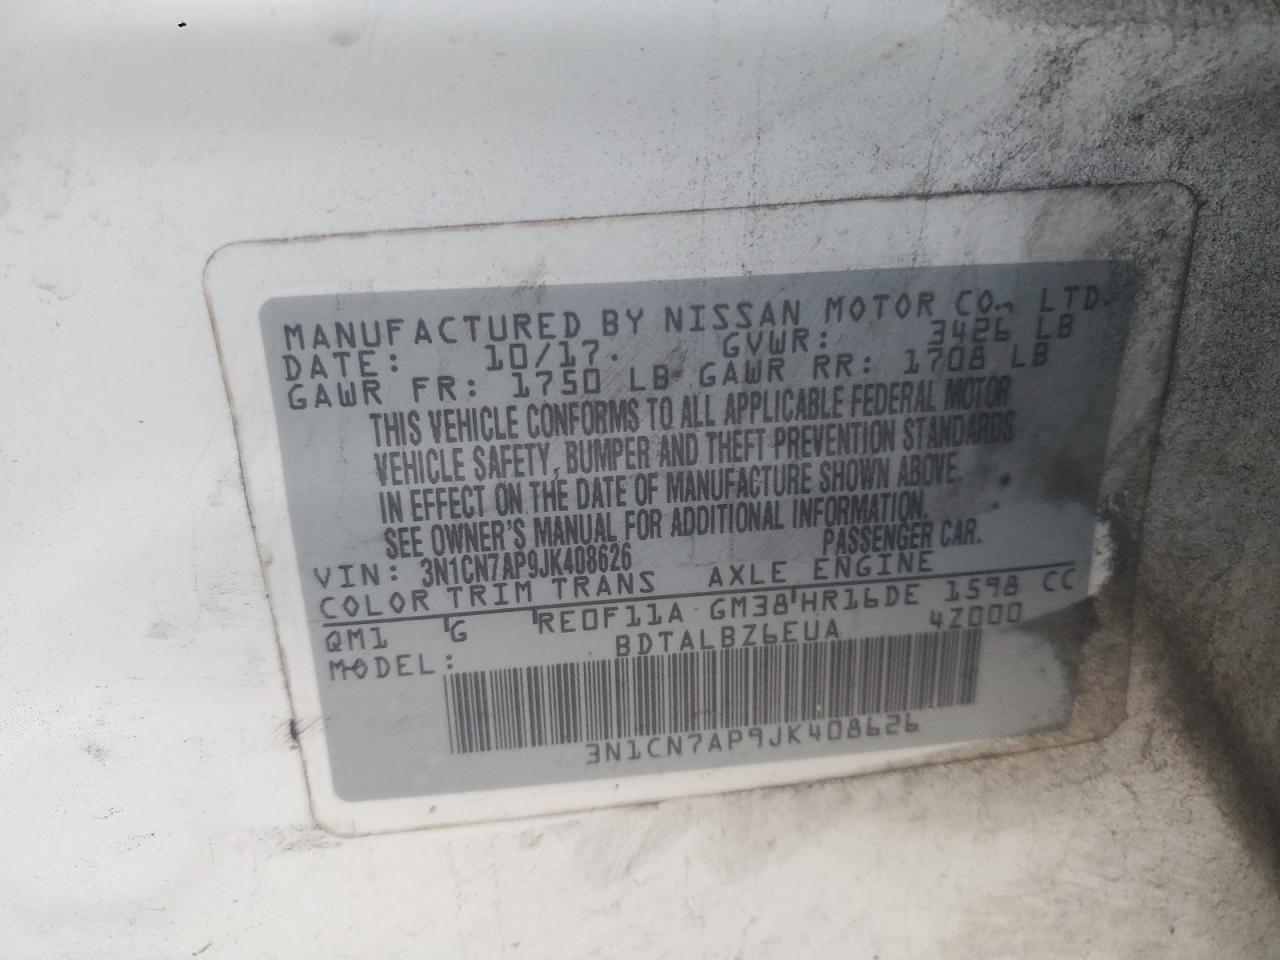 MANUFACTURED BY NISSAN MOTOR CO., LTD.
DATE: 10/17. GVWR: 3426 LB
GAWR FR: 1750 LB GAWR RR: 1708 LB
THIS VEHICLE CONFORMS TO ALL APPLICABLE FEDERAL MOTOR
VEHICLE SAFETY, BUMPER AND THEFT PREVENTION STANDARDS
IN EFFECT ON THE DATE OF MANUFACTURE SHOWN ABOVE.
SEE OWNER'S MANUAL FOR ADDITIONAL INFORMATION.
VIN: 3N1CN7AP9JK408626 PASSENGER CAR.
COLOR TRIM TRANS AXLE ENGINE
QM1 G RE0F11A GM38 HR16DE 1598 CC
MODEL: BDTALBZ6EUA 4Z000
3N1CN7AP9JK408626